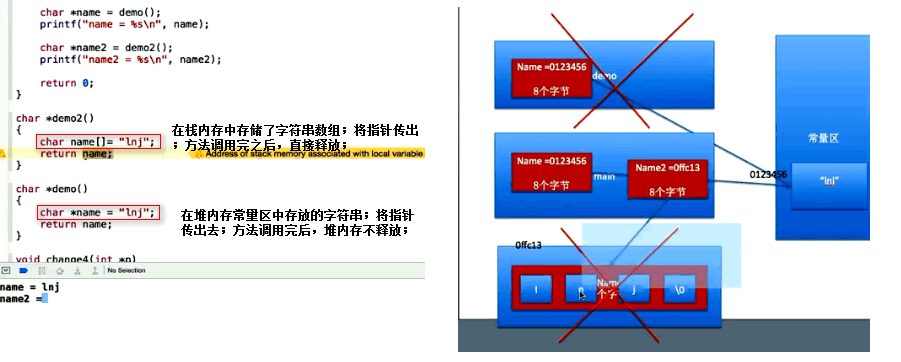 char *name = demo();
printf("name = %s\n", name);
char *name2 = demo2();
printf("name2 = %s\n", name2);
return 0;
}
char *demo2()
{
char name[]= "lnj";
return name;
Address of stack memory associated with local variable
}
在栈内存中存储了字符串数组；将指针传出
；方法调用完之后，直接释放；
char *demo()
{
char *name = "lnj";
return name;
}
在堆内存常量区中存放的字符串；将指针
传出去；方法调用完后，堆内存不释放；
void change4(int *p)
No Selection
name = lnj
name2 =
Name =0123456
8个字节
demo
Name =0123456
8个字节
main
Name2 =0ffc13
8个字节
0123456
常量区
"lnj"
0ffc13
l
n
Nam
个字
j
\0